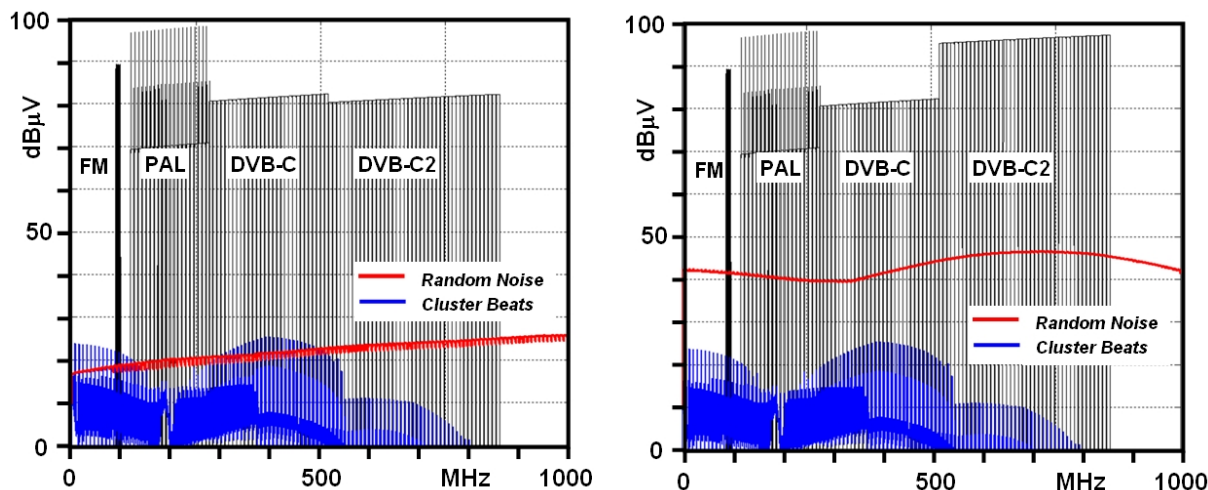 100
dBµV
FM
PAL
DVB-C
DVB-C2
50
Random Noise
Cluster Beats
0
0
500
MHz
1000
100
dBµV
FM
PAL
DVB-C
DVB-C2
50
Random Noise
Cluster Beats
0
0
500
MHz
1000